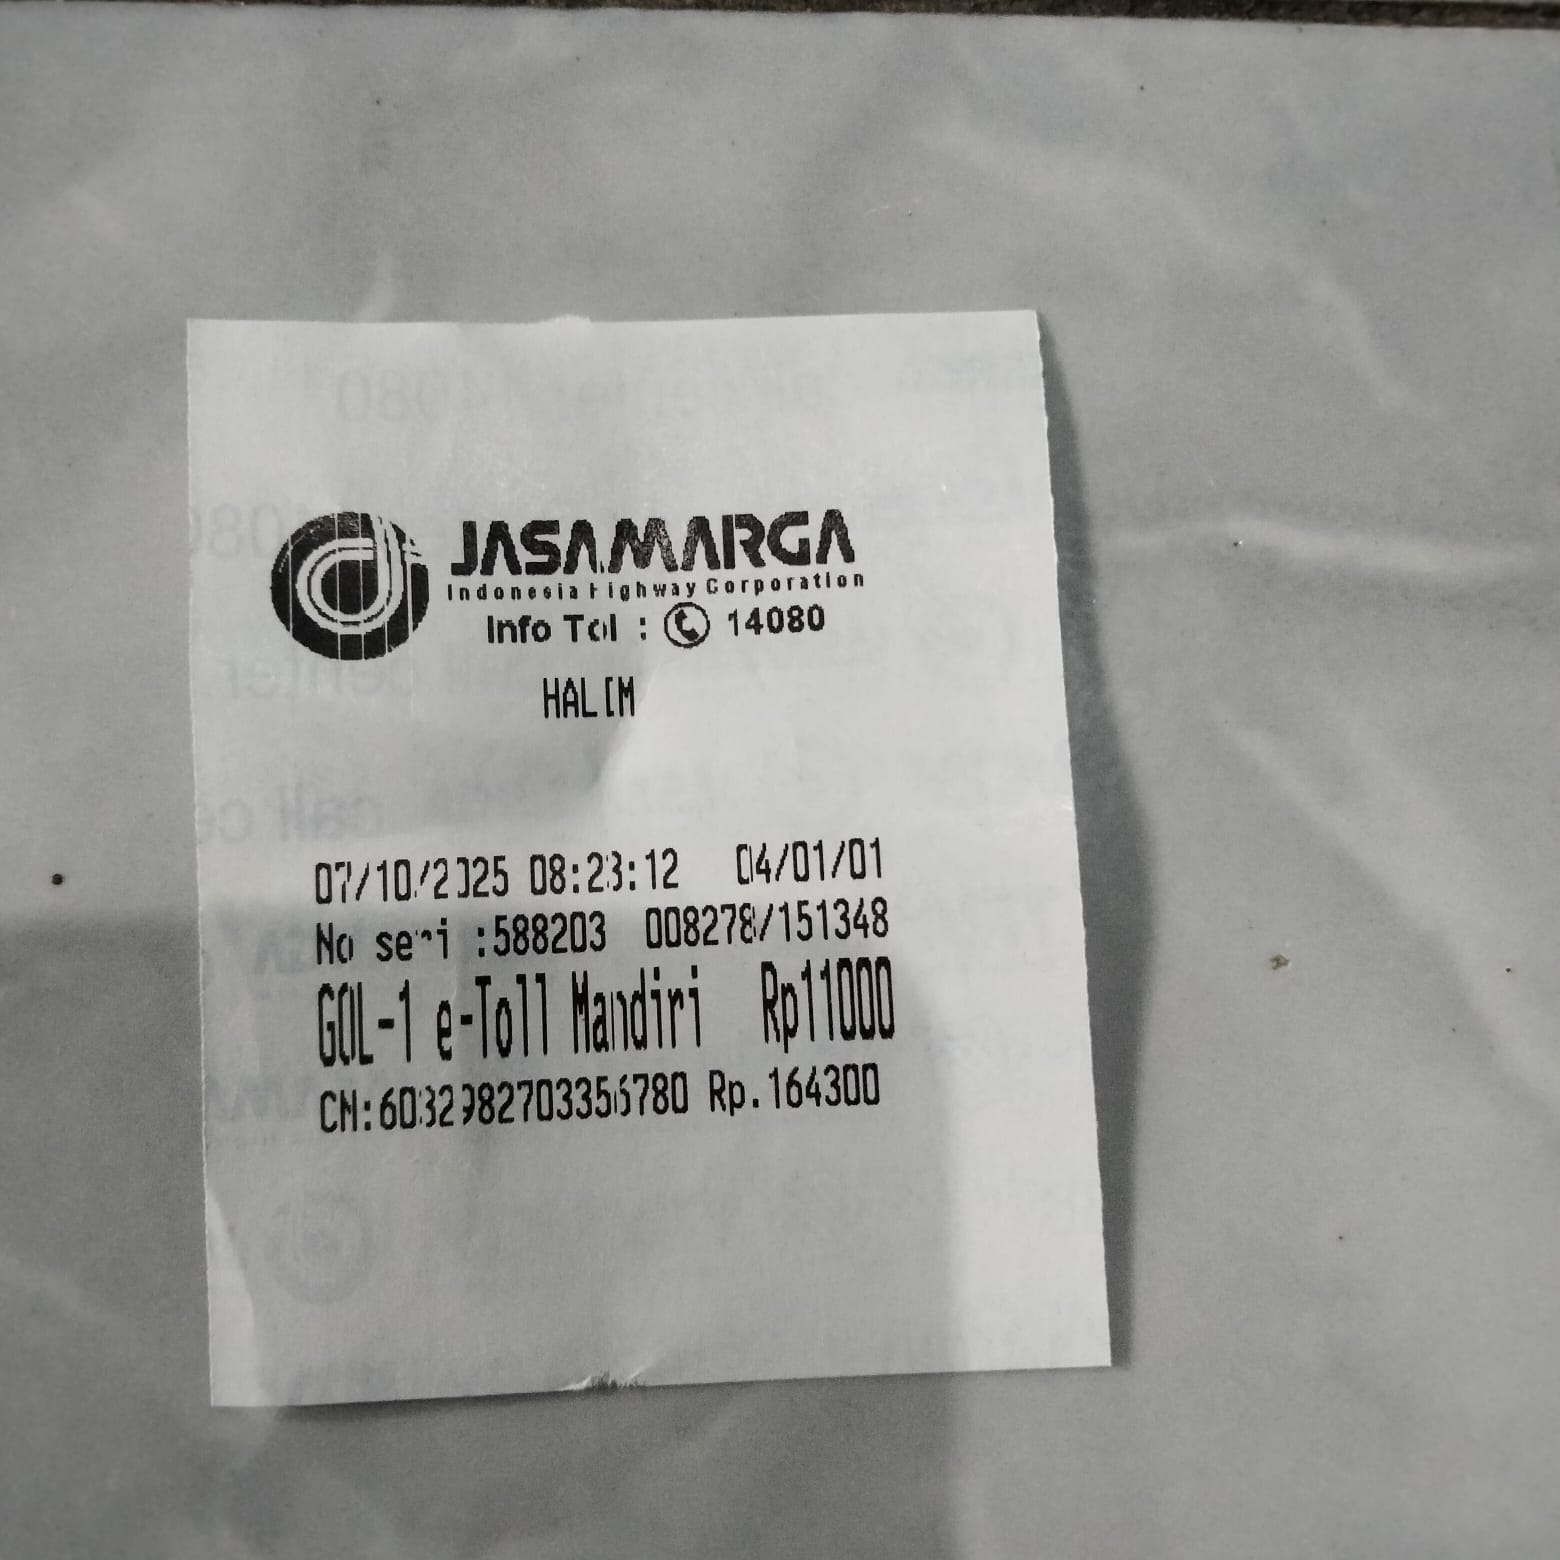 JASAMARGA
Indonesia Highway Corporation
Info Tol : 14080
HALIM
07/10/2025 08:23:12 04/01/01
No seri :588203 008278/151348
GOL-1 e-Toll Mandiri Rp11000
CN:6032982703356780 Rp.164300